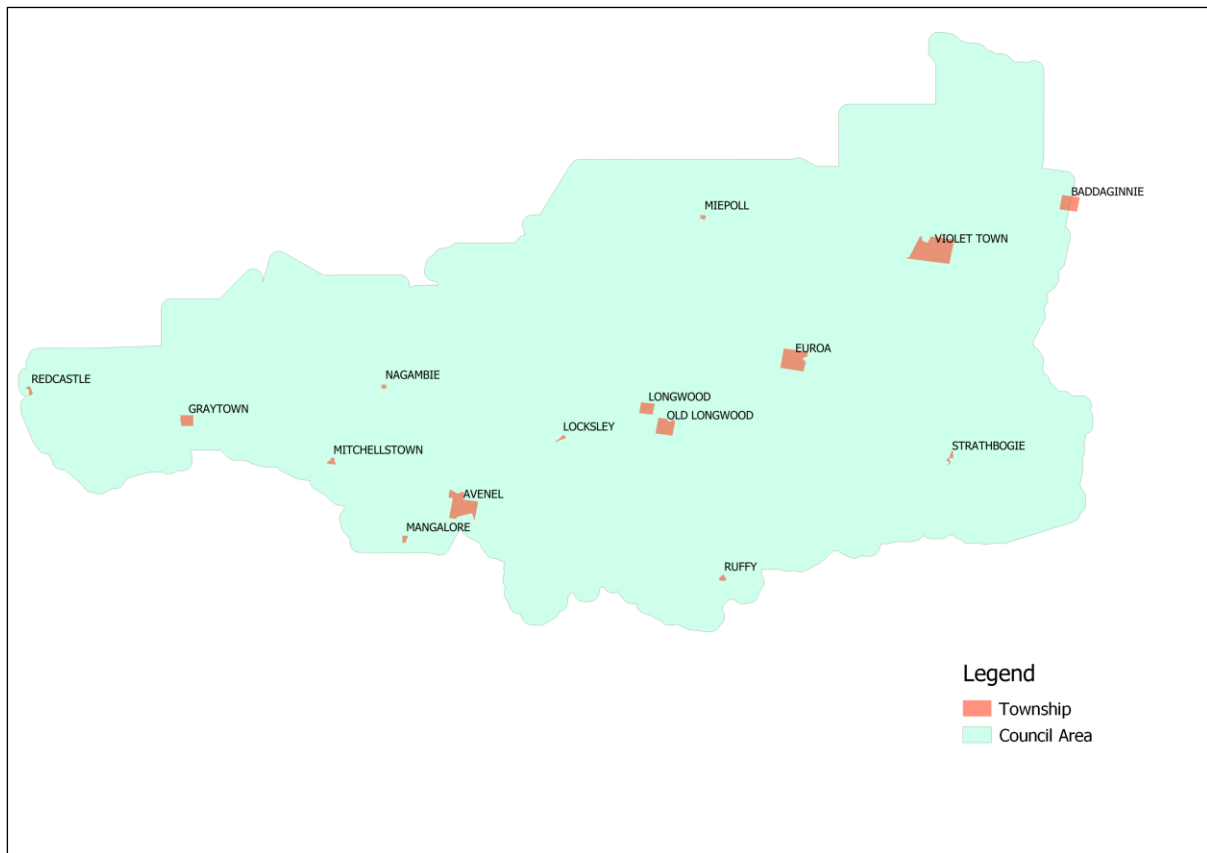 BADDAGINNIE
MIEPOLL
VIOLET TOWN
EUROA
REDCASTLE
NAGAMBIE
GRAYTOWN
LONGWOOD
OLD LONGWOOD
LOCKSLEY
MITCHELLSTOWN
STRATHBOGIE
AVENEL
MANGALORE
RUFFY
Legend
Township
Council Area